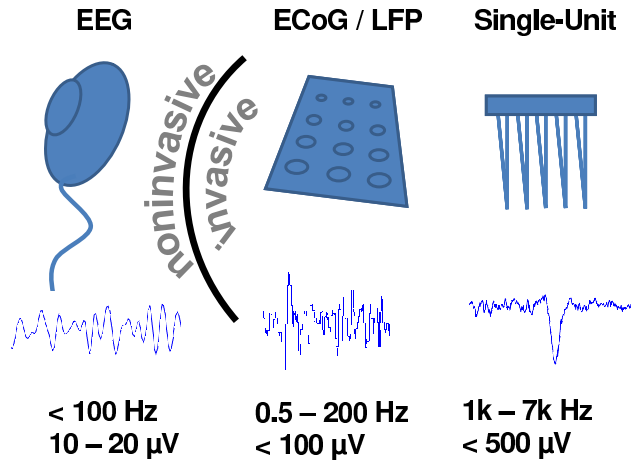 EEG
ECoG / LFP
Single-Unit
noninvasive
invasive
< 100 Hz
10 – 20 µV
0.5 – 200 Hz
< 100 µV
1k – 7k Hz
< 500 µV